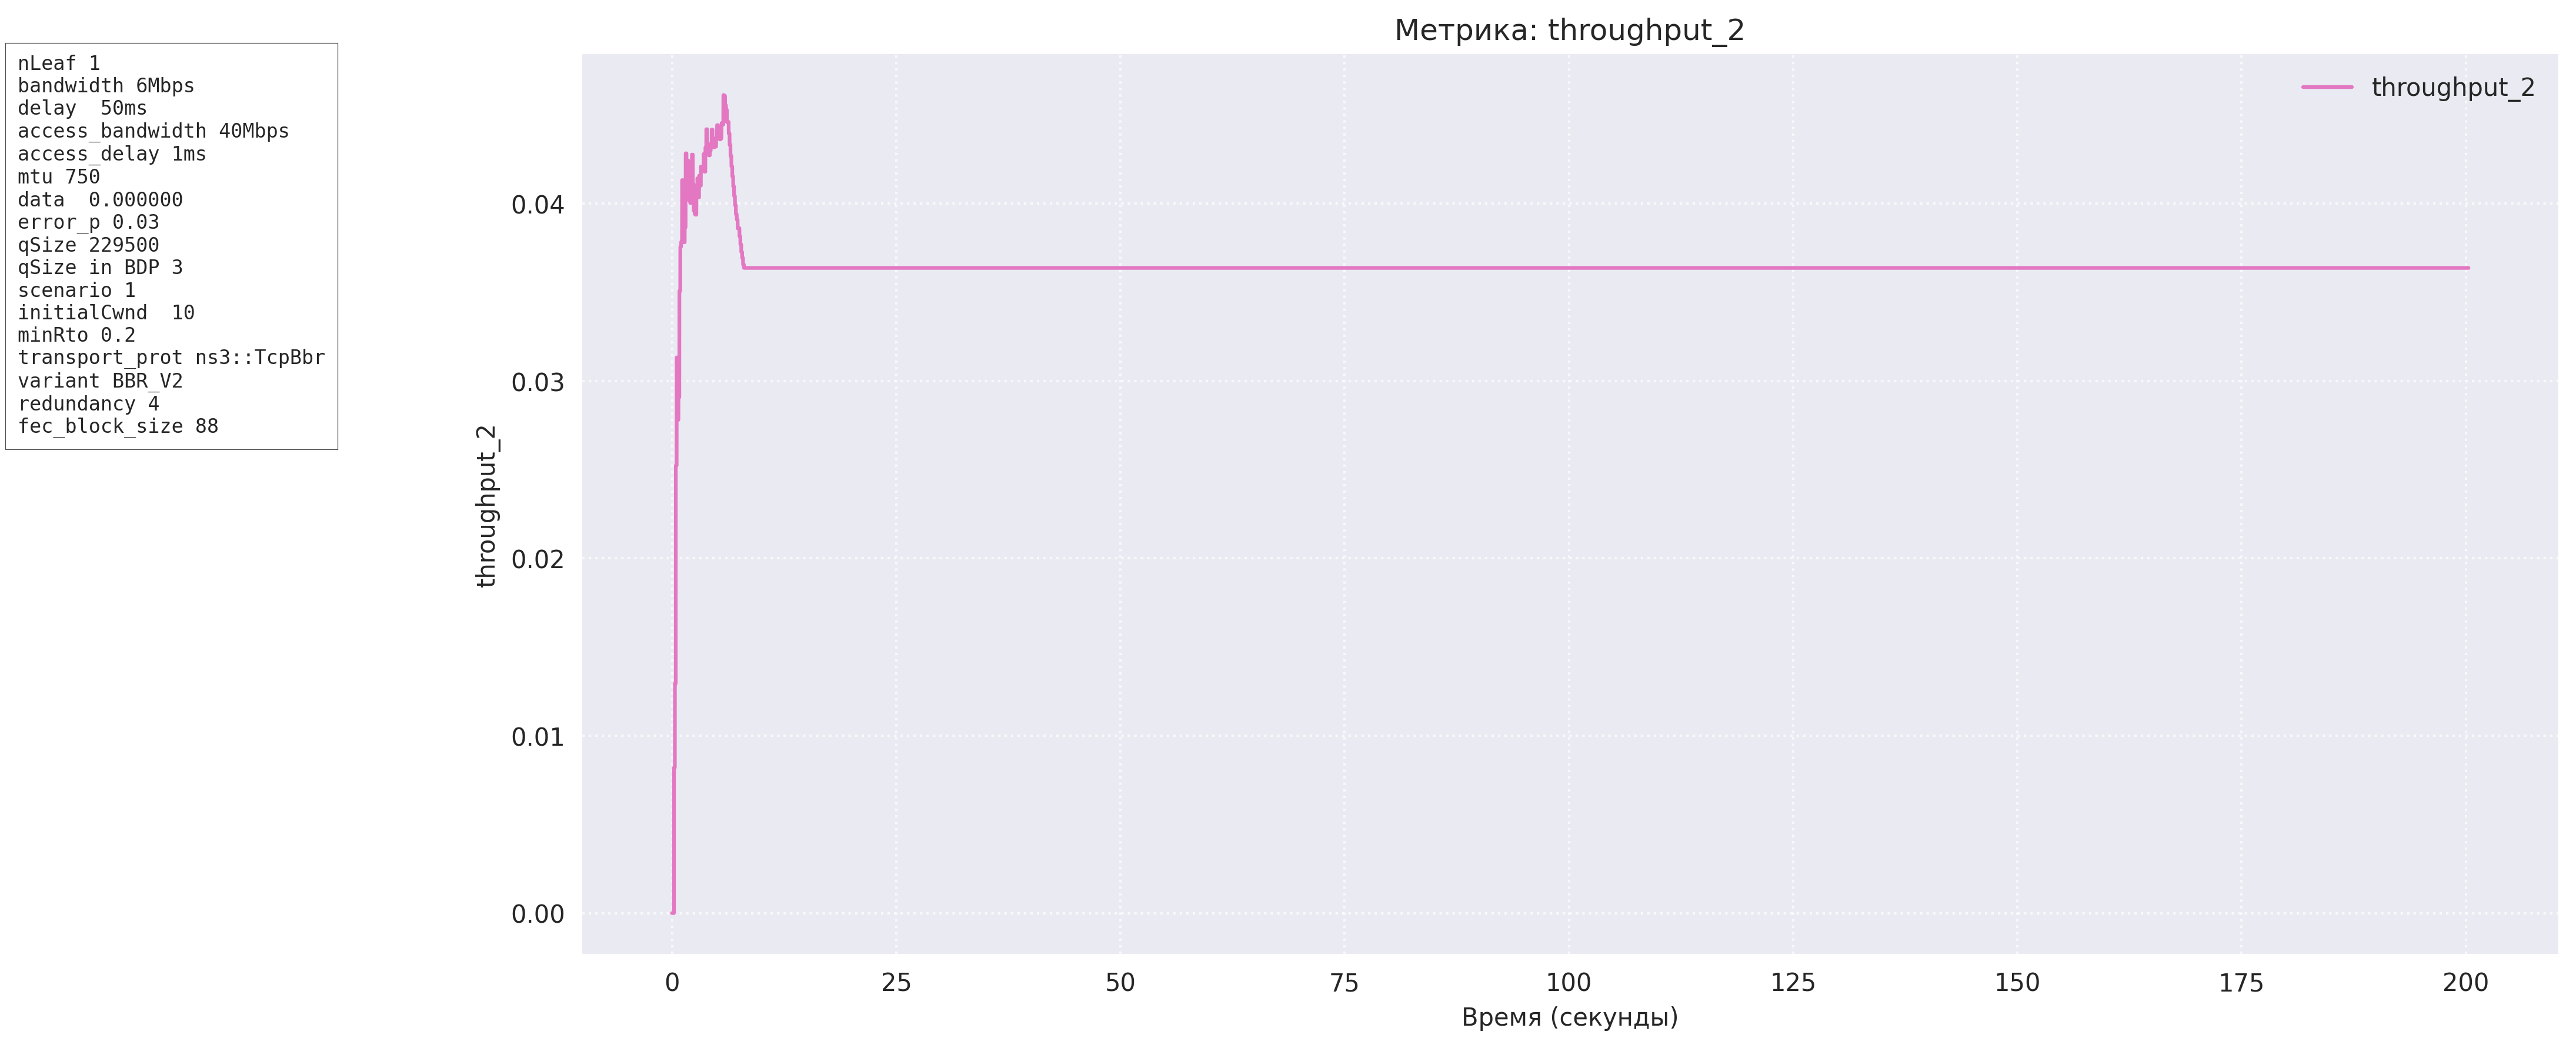 Метрика: throughput_2
nLeaf 1
bandwidth 6Mbps
delay  50ms
access_bandwidth 40Mbps
access_delay 1ms
mtu 750
data  0.000000
error_p 0.03
qSize 229500
qSize in BDP 3
scenario 1
initialCwnd  10
minRto 0.2
transport_prot ns3::TcpBbr
variant BBR_V2
redundancy 4
fec_block_size 88
throughput_2
throughput_2
0.04
0.03
0.02
0.01
0.00
0 25 50 75 100 125 150 175 200
Время (секунды)